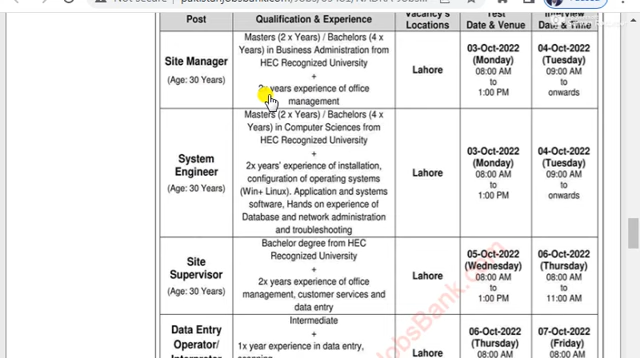 pakistanjobsbank.com/Jobs/
Post
Qualification & Experience
Vacancy's
Locations
Test
Date & Venue
Interview
Date & Time
Site Manager
(Age: 30 Years)
Masters (2 x Years) / Bachelors (4 x
Years) in Business Administration from
HEC Recognized University
+
2x years experience of office
management
Lahore
03-Oct-2022
(Monday)
08:00 AM
to
1:00 PM
04-Oct-2022
(Tuesday)
09:00 AM
to
onwards
System
Engineer
(Age: 30 Years)
Masters (2 x Years) / Bachelors (4 x
Years) in Computer Sciences from
HEC Recognized University
+
2x years' experience of installation,
configuration of operating systems
(Win+ Linux). Application and systems
software, Hands on experience of
Database and network administration
and troubleshooting
Lahore
03-Oct-2022
(Monday)
08:00 AM
to
1:00 PM
04-Oct-2022
(Tuesday)
09:00 AM
to
onwards
Site
Supervisor
(Age: 30 Years)
Bachelor degree from HEC
Recognized University
+
2x years experience of office
management, customer services and
data entry
Lahore
05-Oct-2022
(Wednesday)
08:00 AM
to
1:00 PM
06-Oct-2022
(Thursday)
08:00 AM
to
11:00 AM
Data Entry
Operator/
Intermediate
+
1x year experience in data entry,
Lahore
06-Oct-2022
(Thursday)
08:00 AM
07-Oct-2022
(Friday)
08:00 AM
JobsBank.com